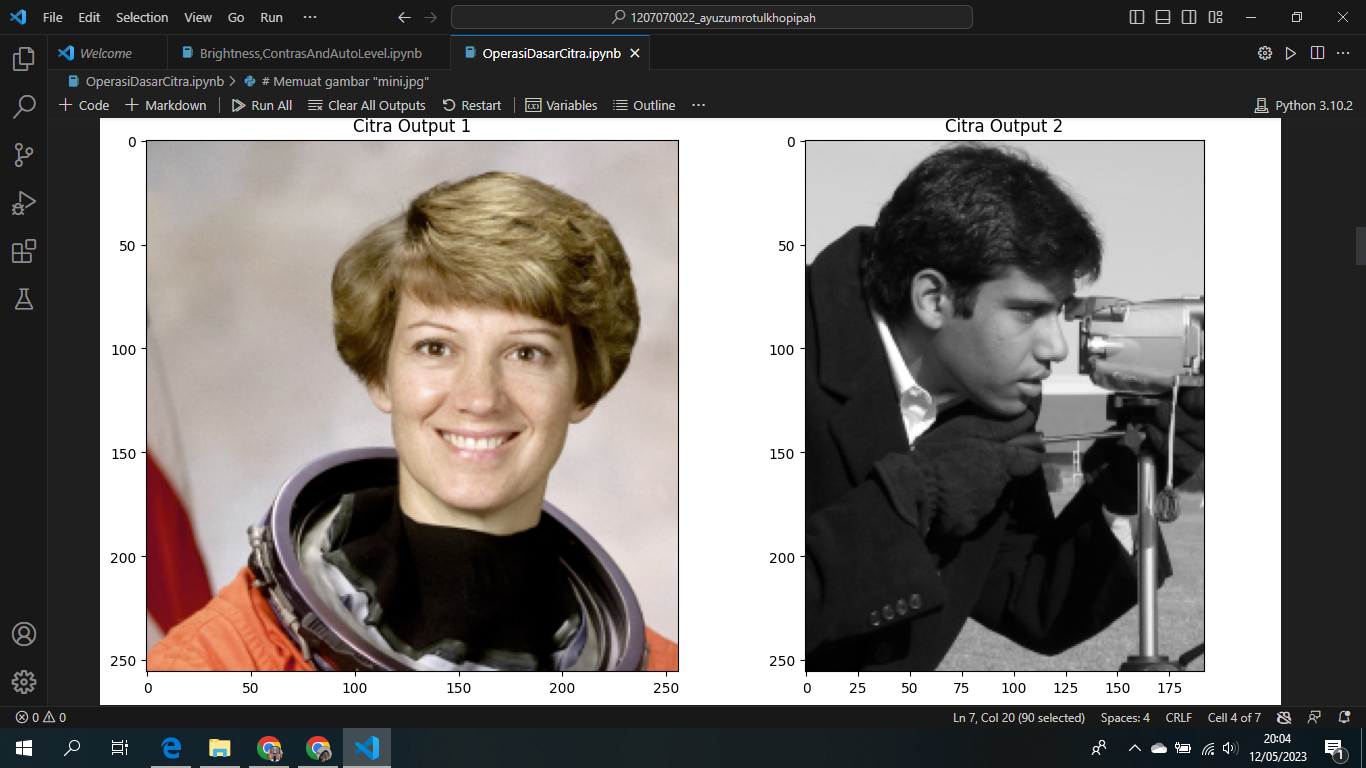 File Edit Selection View Go Run ···
1207070022_ayuzumrotulkhopipah
Welcome Brightness,ContrasAndAutoLevel.ipynb OperasiDasarCitra.ipynb
OperasiDasarCitra.ipynb > # Memuat gambar "mini.jpg"
+ Code + Markdown Run All Clear All Outputs Restart Variables Outline ··· Python 3.10.2
Citra Output 1
0
50
100
150
200
250
0 50 100 150 200 250
Citra Output 2
0
50
100
150
200
250
0 25 50 75 100 125 150 175
0 0 Ln 7, Col 20 (90 selected) Spaces: 4 CRLF Cell 4 of 7
20:04
12/05/2023
1